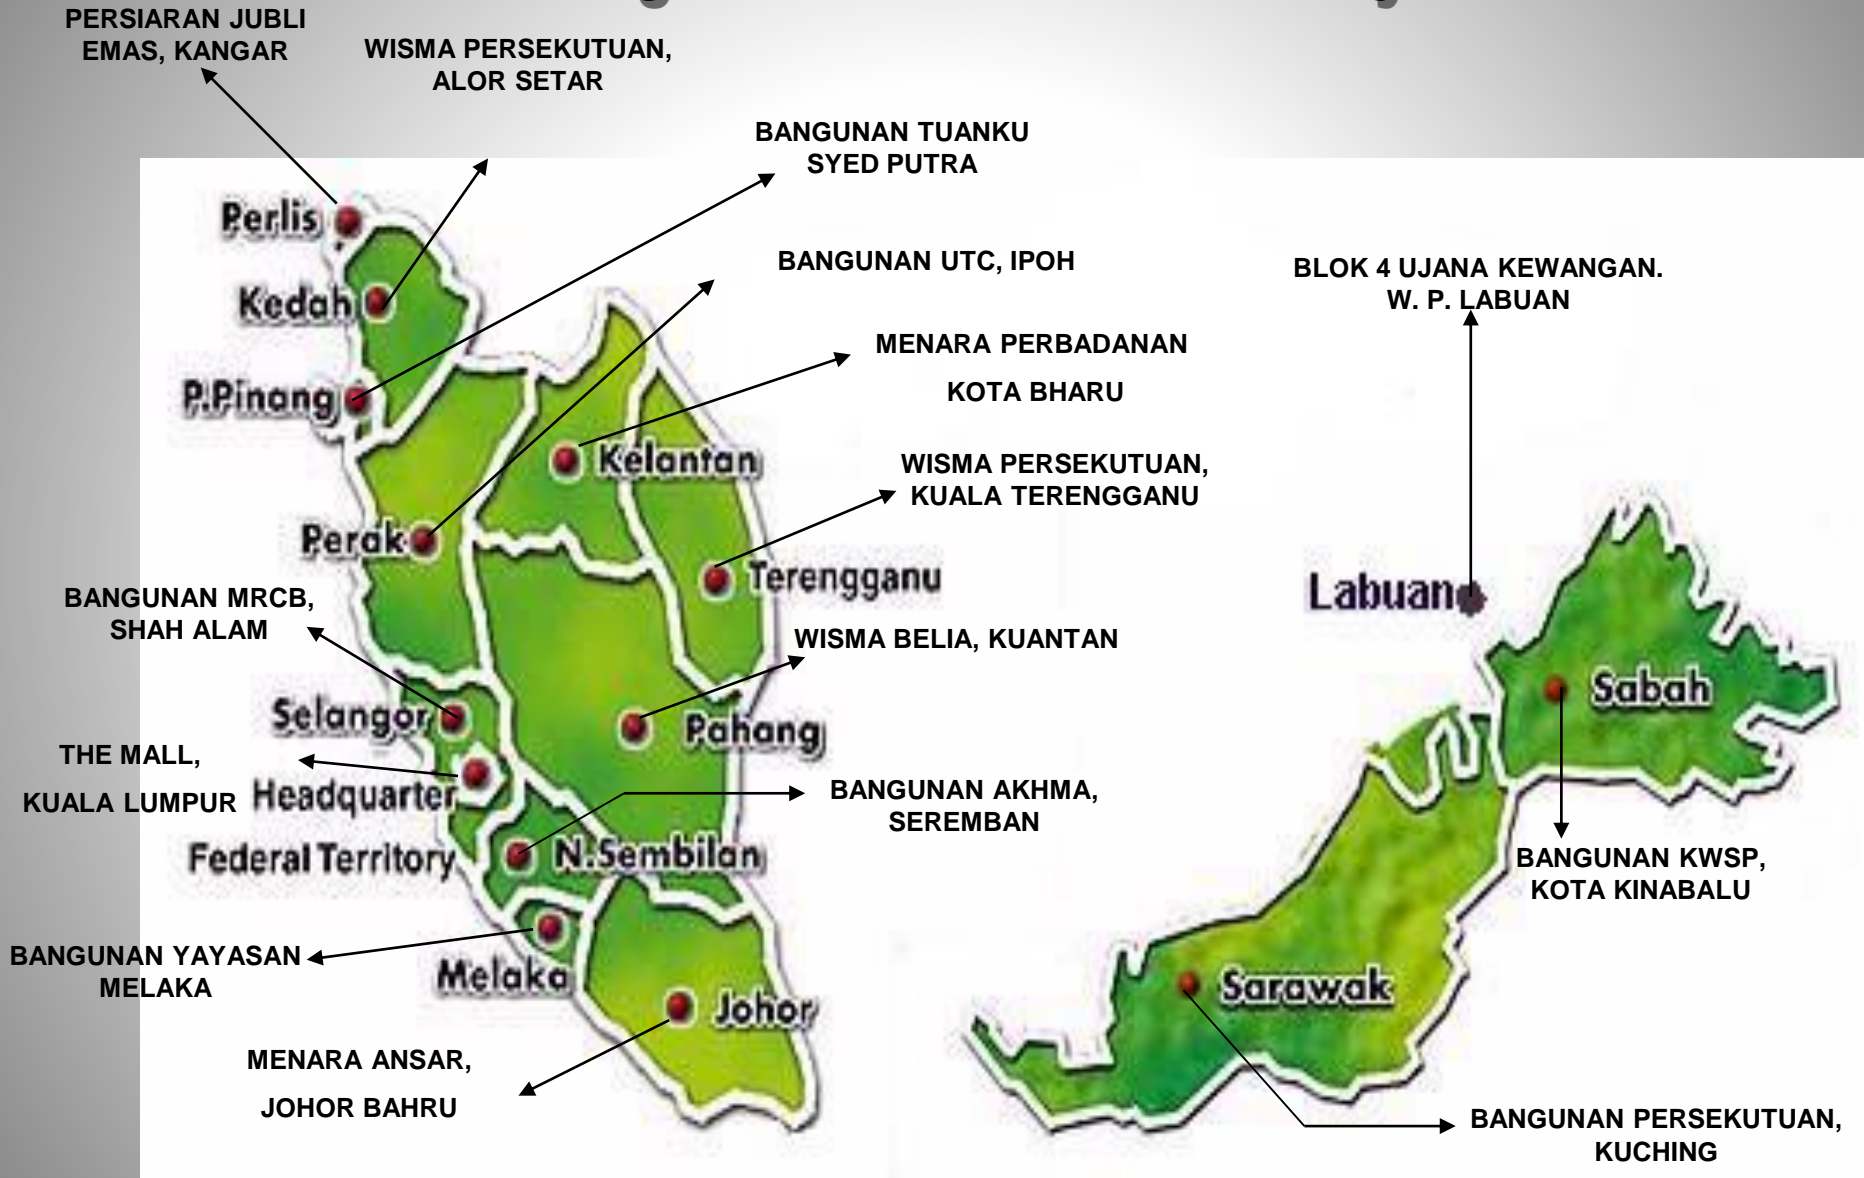 PERSIARAN JUBLI
EMAS, KANGAR
WISMA PERSEKUTUAN,
ALOR SETAR
BANGUNAN TUANKU
SYED PUTRA
Perlis
BANGUNAN UTC, IPOH
BLOK 4 UJANA KEWANGAN.
W. P. LABUAN
Kedah
MENARA PERBADANAN
KOTA BHARU
P.Pinang
Kelantan
WISMA PERSEKUTUAN,
KUALA TERENGGANU
Perak
Terengganu
Labuan
BANGUNAN MRCB,
SHAH ALAM
WISMA BELIA, KUANTAN
Sabah
Selangor
Pahang
THE MALL,
KUALA LUMPUR
Headquarter
BANGUNAN AKHMA,
SEREMBAN
Federal Territory
N.Sembilan
BANGUNAN KWSP,
KOTA KINABALU
BANGUNAN YAYASAN
MELAKA
Melaka
Sarawak
Johor
MENARA ANSAR,
JOHOR BAHRU
BANGUNAN PERSEKUTUAN,
KUCHING